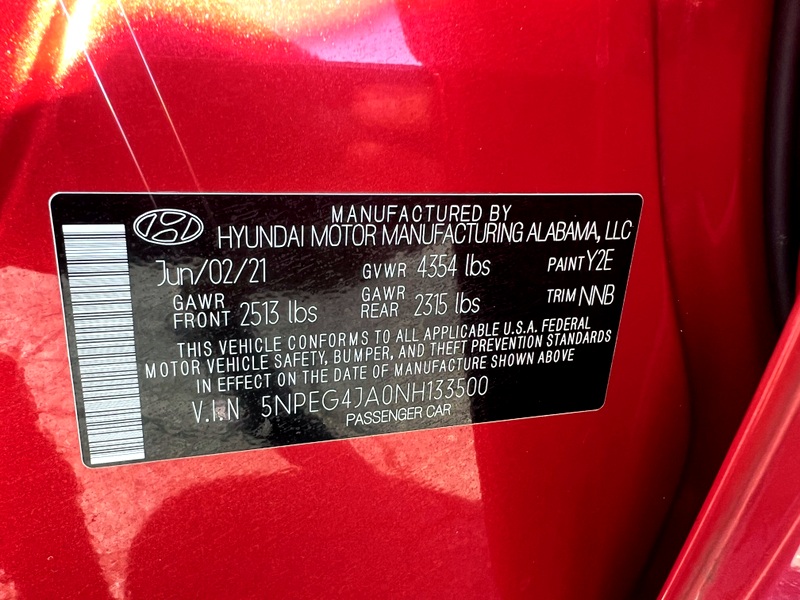 MANUFACTURED BY
HYUNDAI MOTOR MANUFACTURING ALABAMA, LLC
Jun/02/21 GVWR 4354 lbs PAINT Y2E
GAWR FRONT 2513 lbs GAWR REAR 2315 lbs TRIM NNB
THIS VEHICLE CONFORMS TO ALL APPLICABLE U.S.A. FEDERAL
MOTOR VEHICLE SAFETY, BUMPER, AND THEFT PREVENTION STANDARDS
IN EFFECT ON THE DATE OF MANUFACTURE SHOWN ABOVE
V.I.N 5NPEG4JA0NH133500
PASSENGER CAR